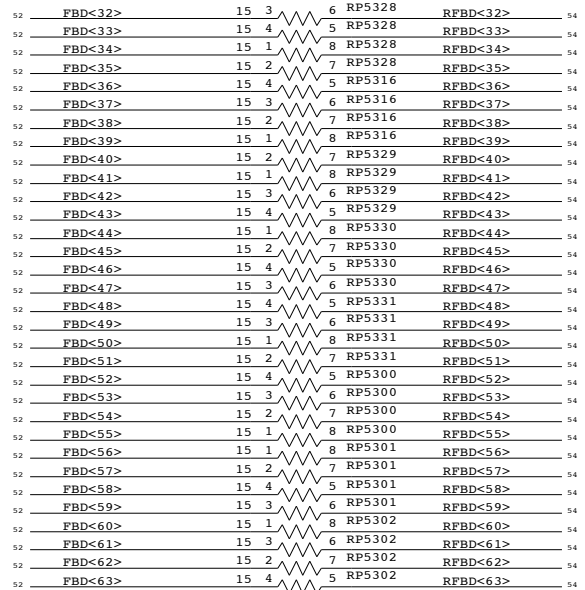 52 FBD<32> 15 3 6 RP5328 RFBD<32> 54
52 FBD<33> 15 4 5 RP5328 RFBD<33> 54
52 FBD<34> 15 1 8 RP5328 RFBD<34> 54
52 FBD<35> 15 2 7 RP5328 RFBD<35> 54
52 FBD<36> 15 4 5 RP5316 RFBD<36> 54
52 FBD<37> 15 3 6 RP5316 RFBD<37> 54
52 FBD<38> 15 2 7 RP5316 RFBD<38> 54
52 FBD<39> 15 1 8 RP5316 RFBD<39> 54
52 FBD<40> 15 2 7 RP5329 RFBD<40> 54
52 FBD<41> 15 1 8 RP5329 RFBD<41> 54
52 FBD<42> 15 3 6 RP5329 RFBD<42> 54
52 FBD<43> 15 4 5 RP5329 RFBD<43> 54
52 FBD<44> 15 1 8 RP5330 RFBD<44> 54
52 FBD<45> 15 2 7 RP5330 RFBD<45> 54
52 FBD<46> 15 4 5 RP5330 RFBD<46> 54
52 FBD<47> 15 3 6 RP5330 RFBD<47> 54
52 FBD<48> 15 4 5 RP5331 RFBD<48> 54
52 FBD<49> 15 3 6 RP5331 RFBD<49> 54
52 FBD<50> 15 1 8 RP5331 RFBD<50> 54
52 FBD<51> 15 2 7 RP5331 RFBD<51> 54
52 FBD<52> 15 4 5 RP5300 RFBD<52> 54
52 FBD<53> 15 3 6 RP5300 RFBD<53> 54
52 FBD<54> 15 2 7 RP5300 RFBD<54> 54
52 FBD<55> 15 1 8 RP5300 RFBD<55> 54
52 FBD<56> 15 1 8 RP5301 RFBD<56> 54
52 FBD<57> 15 2 7 RP5301 RFBD<57> 54
52 FBD<58> 15 4 5 RP5301 RFBD<58> 54
52 FBD<59> 15 3 6 RP5301 RFBD<59> 54
52 FBD<60> 15 1 8 RP5302 RFBD<60> 54
52 FBD<61> 15 3 6 RP5302 RFBD<61> 54
52 FBD<62> 15 2 7 RP5302 RFBD<62> 54
52 FBD<63> 15 4 5 RP5302 RFBD<63> 54